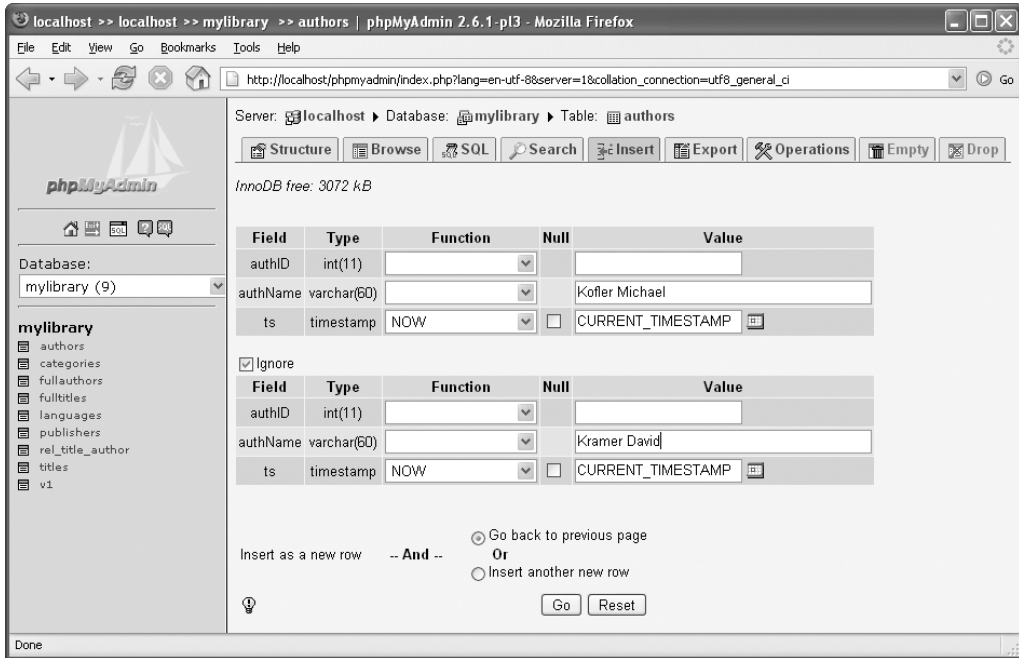 localhost >> localhost >> mylibrary >> authors | phpMyAdmin 2.6.1-pl3 - Mozilla Firefox
File Edit View Go Bookmarks Tools Help
http://localhost/phpmyadmin/index.php?lang=en-utf-8&server=1&collation_connection=utf8_general_ci Go
phpMyAdmin
SQL
Database:
mylibrary (9)
mylibrary
authors
categories
fullauthors
fulltitles
languages
publishers
rel_title_author
titles
v1
Server: localhost Database: mylibrary Table: authors
Structure Browse SQL Search Insert Export Operations Empty Drop
InnoDB free: 3072 kB
Field Type Function Null Value
authID int(11)
authName varchar(60) Kofler Michael
ts timestamp NOW CURRENT_TIMESTAMP
Ignore
Field Type Function Null Value
authID int(11)
authName varchar(60) Kramer David
ts timestamp NOW CURRENT_TIMESTAMP
Go back to previous page
Insert as a new row -- And -- Or
Insert another new row
Go Reset
Done